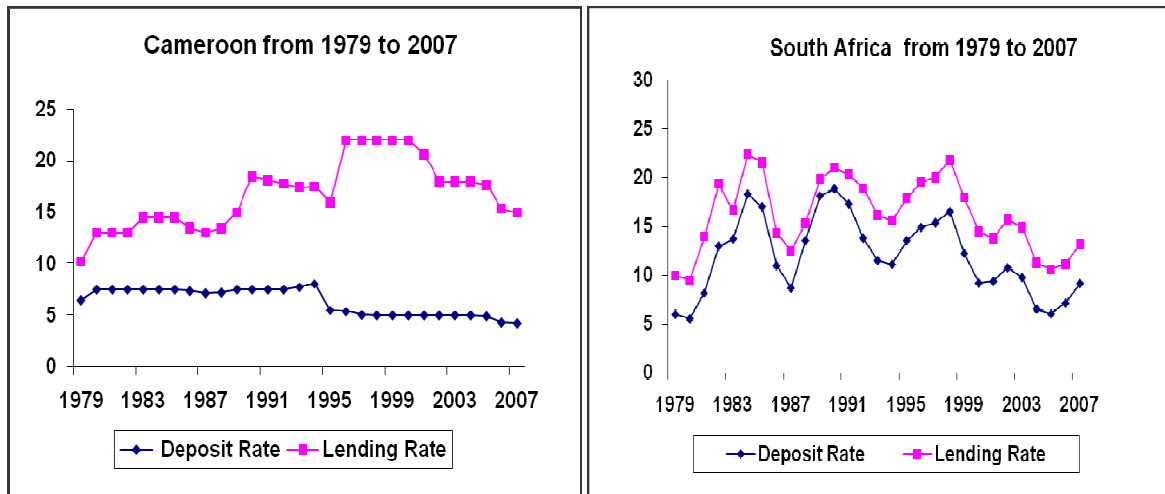 Cameroon from 1979 to 2007
25
20
15
10
5
0
1979 1983 1987 1991 1995 1999 2003 2007
Deposit Rate Lending Rate
South Africa from 1979 to 2007
30
25
20
15
10
5
0
1979 1983 1987 1991 1995 1999 2003 2007
Deposit Rate Lending Rate